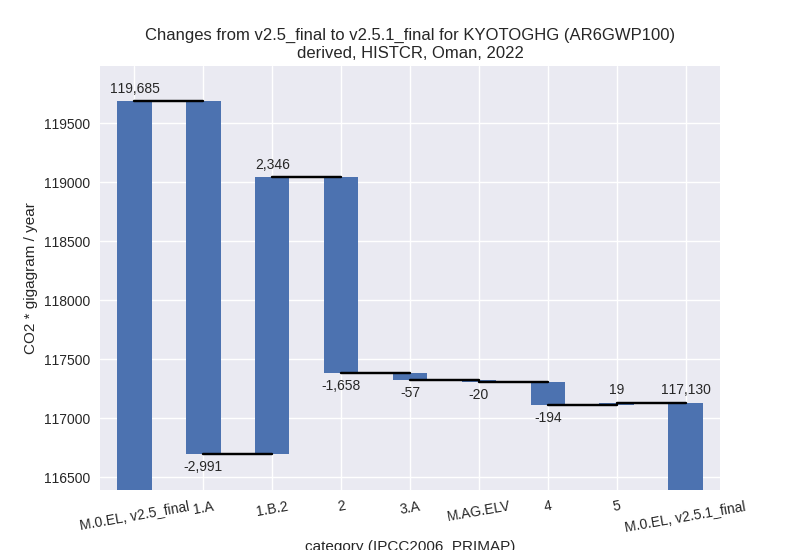 Changes from v2.5_final to v2.5.1_final for KYOTOGHG (AR6GWP100)
derived, HISTCR, Oman, 2022
CO2 * gigagram / year
119500
119000
118500
118000
117500
117000
116500
119,685
-2,991
2,346
-1,658
-57
-20
-194
19
117,130
M.0.EL, v2.5_final
1.A
1.B.2
2
3.A
M.AG.ELV
4
5
M.0.EL, v2.5.1_final
category (IPCC2006_PRIMAP)